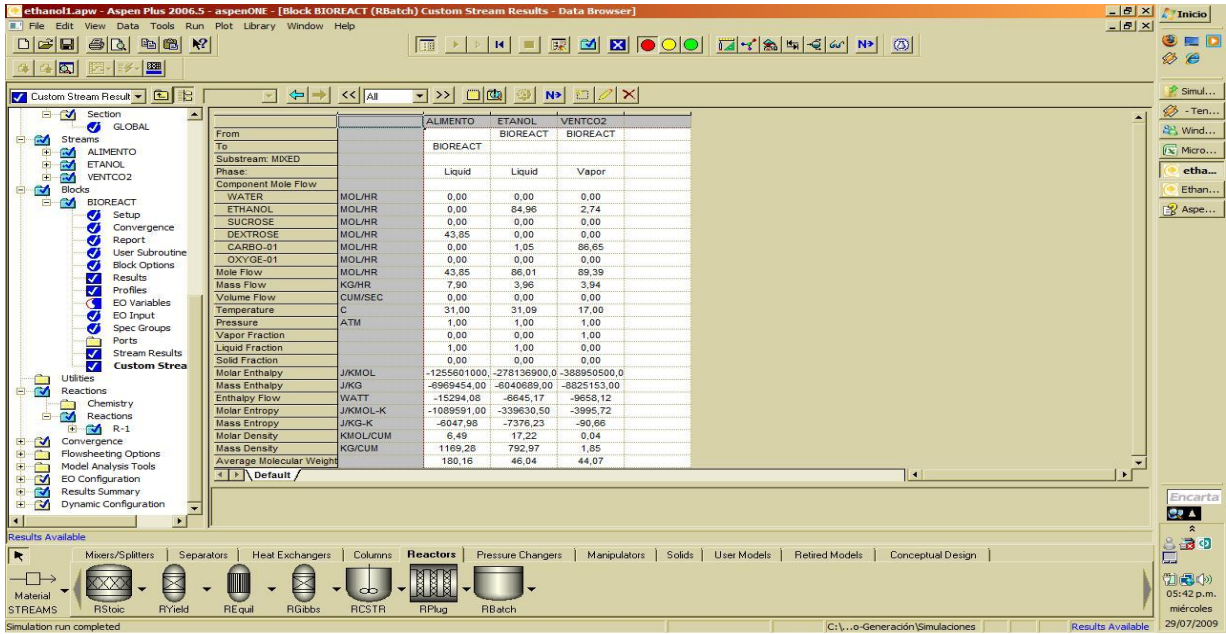 ethanol1.apw - Aspen Plus 2006.5 - aspenONE - [Block BIOREACT (RBatch) Custom Stream Results - Data Browser]
File Edit View Data Tools Run Plot Library Window Help
Custom Stream Result
All
Section
GLOBAL
Streams
ALIMENTO
ETANOL
VENTCO2
Blocks
BIOREACT
Setup
Convergence
Report
User Subroutine
Block Options
Results
Profiles
EO Variables
EO Input
Spec Groups
Ports
Stream Results
Custom Strea
Utilities
Reactions
Chemistry
Reactions
R-1
Convergence
Flowsheeting Options
Model Analysis Tools
EO Configuration
Results Summary
Dynamic Configuration
ALIMENTO ETANOL VENTCO2
From BIOREACT BIOREACT
To BIOREACT
Substream: MIXED
Phase: Liquid Liquid Vapor
Component Mole Flow
WATER MOL/HR 0,00 0,00 0,00
ETHANOL MOL/HR 0,00 84,96 2,74
SUCROSE MOL/HR 0,00 0,00 0,00
DEXTROSE MOL/HR 43,85 0,00 0,00
CARBO-01 MOL/HR 0,00 1,05 86,65
OXYGE-01 MOL/HR 0,00 0,00 0,00
Mole Flow MOL/HR 43,85 86,01 89,39
Mass Flow KG/HR 7,90 3,96 3,94
Volume Flow CUM/SEC 0,00 0,00 0,00
Temperature C 31,00 31,09 17,00
Pressure ATM 1,00 1,00 1,00
Vapor Fraction 0,00 0,00 1,00
Liquid Fraction 1,00 1,00 0,00
Solid Fraction 0,00 0,00 0,00
Molar Enthalpy J/KMOL -1255601000, -278136900,0 -388950500,0
Mass Enthalpy J/KG -6969454,00 -6040689,00 -8825153,00
Enthalpy Flow WATT -15294,08 -6645,17 -9658,12
Molar Entropy J/KMOL-K -1089591,00 -339630,50 -3995,72
Mass Entropy J/KG-K -6047,98 -7376,23 -90,66
Molar Density KMOL/CUM 6,49 17,22 0,04
Mass Density KG/CUM 1169,28 792,97 1,85
Average Molecular Weight 180,16 46,04 44,07
Default
Results Available
Mixers/Splitters Separators Heat Exchangers Columns Reactors Pressure Changers Manipulators Solids User Models Retired Models Conceptual Design
Material
STREAMS RStoic RYield REquil RGibbs RCSTR RPlug RBatch
Simulation run completed C:\...o-Generación\Simulaciones Results Available
Inicio
Simul...
- Ten...
Wind...
Micro...
etha...
Ethan...
Aspe...
Encarta
05:42 p.m.
miércoles
29/07/2009